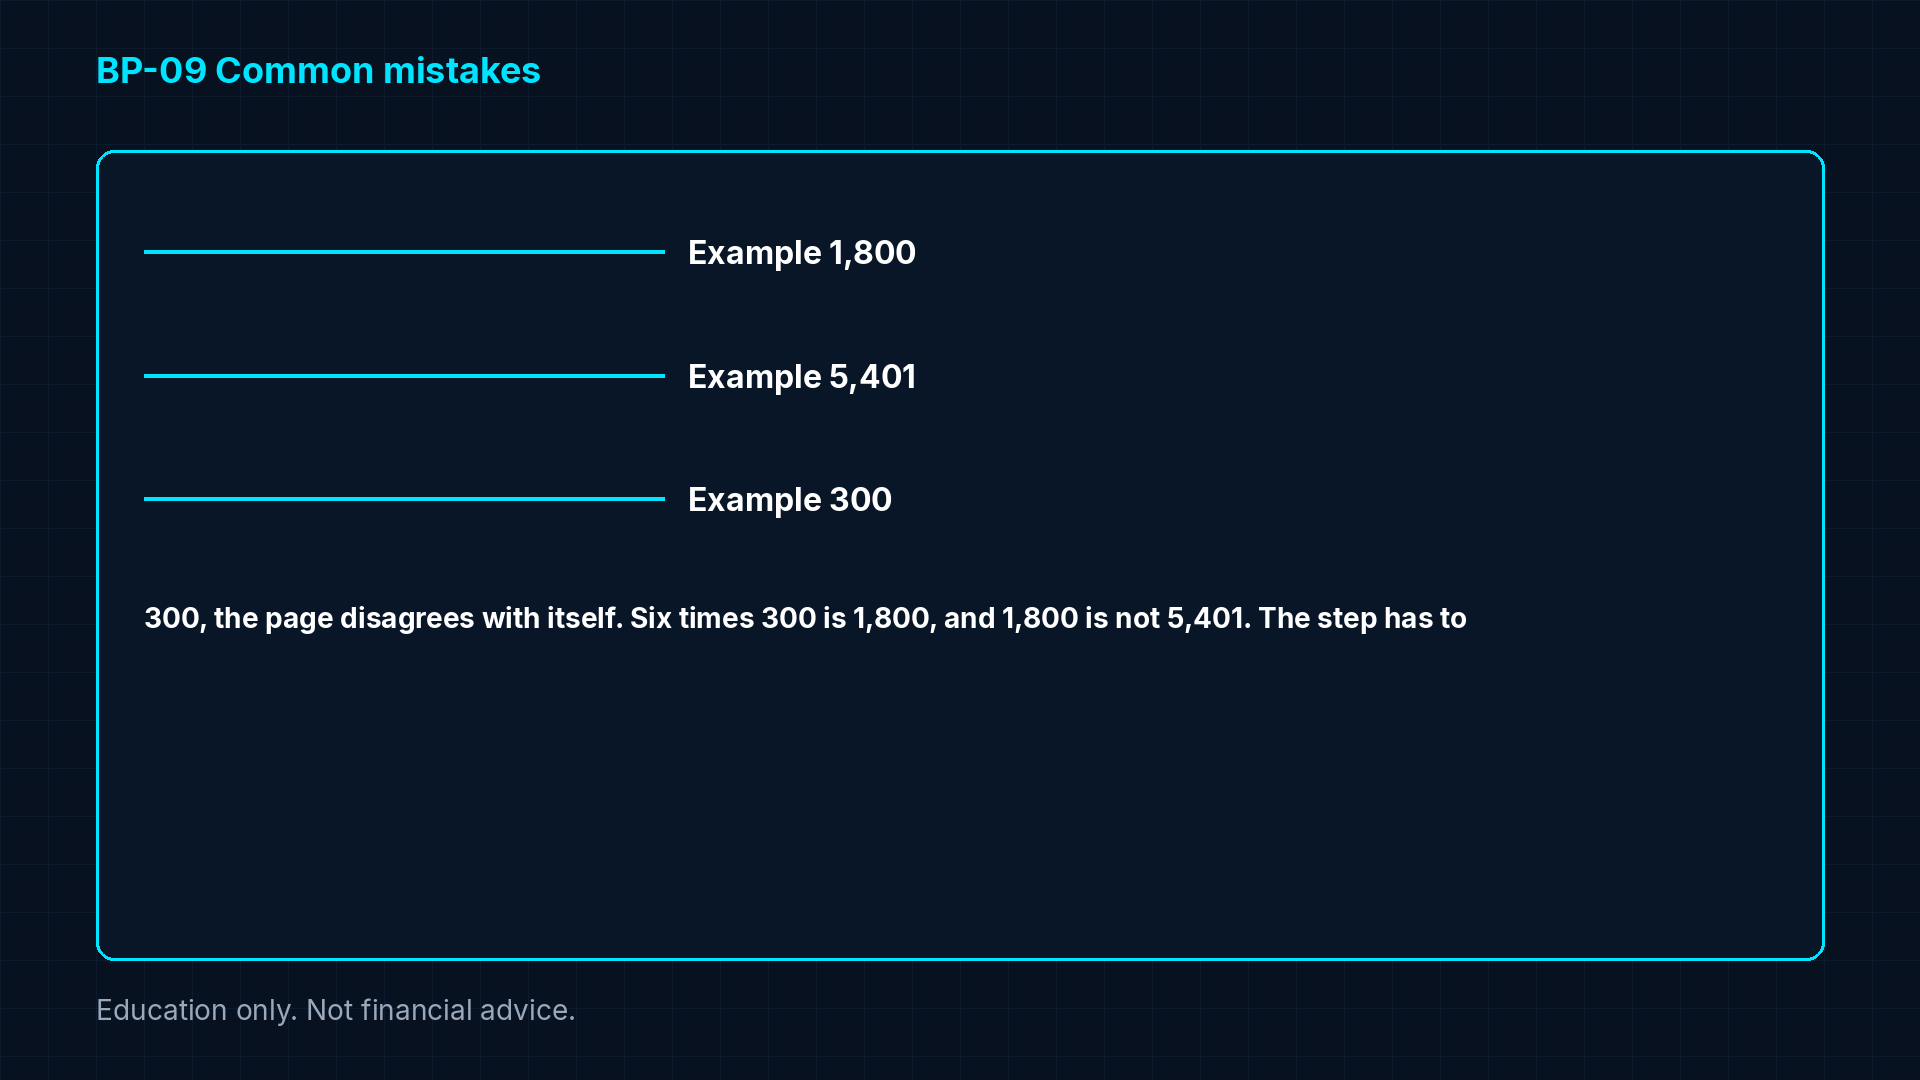 BP-09 Common mistakes
Example 1,800
Example 5,401
Example 300
300, the page disagrees with itself. Six times 300 is 1,800, and 1,800 is not 5,401. The step has to
Education only. Not financial advice.